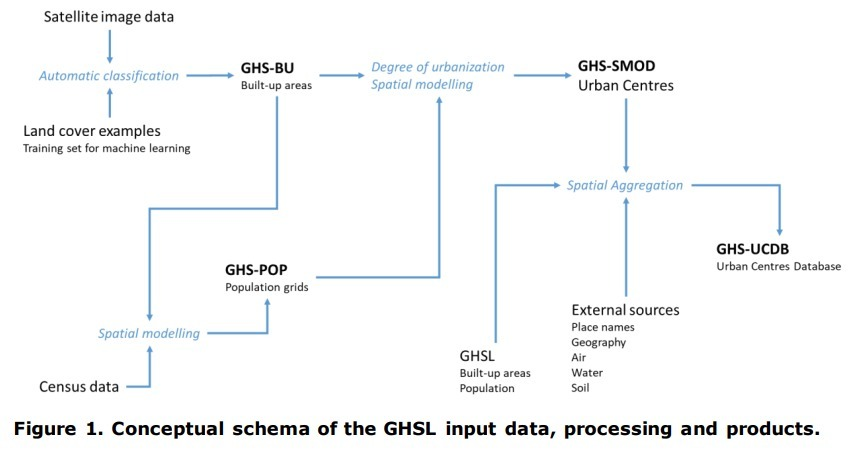 Satellite image data
Automatic classification
Land cover examples
Training set for machine learning
GHS-BU
Built-up areas
Degree of urbanization
Spatial modelling
GHS-SMOD
Urban Centres
Spatial Aggregation
GHS-UCDB
Urban Centres Database
GHS-POP
Population grids
Spatial modelling
Census data
GHSL
Built-up areas
Population
External sources
Place names
Geography
Air
Water
Soil
Figure 1. Conceptual schema of the GHSL input data, processing and products.